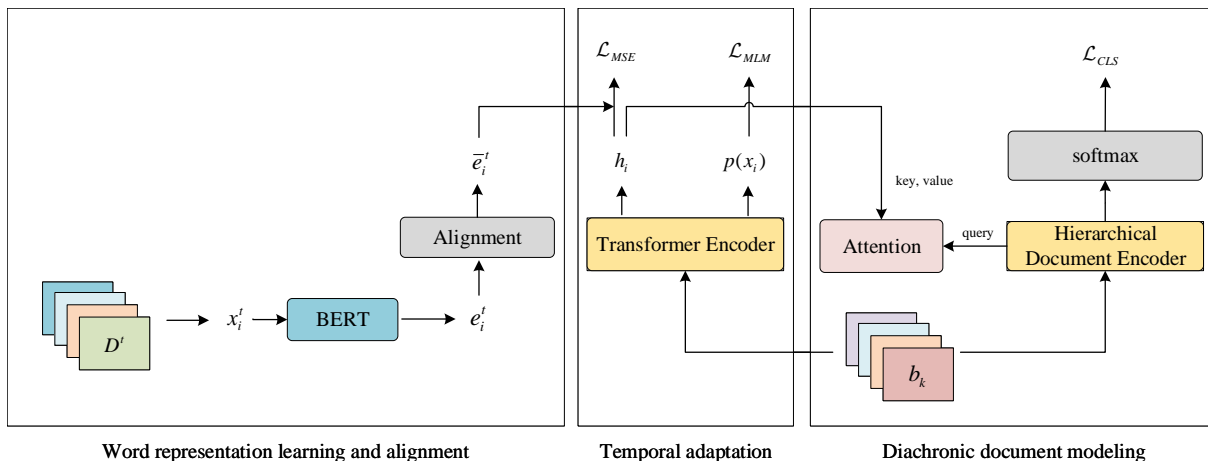 ℒ_MSE
ℒ_MLM
ℒ_CLS
e̅_i^t
h_i
p(x_i)
softmax
key, value
Alignment
Transformer Encoder
Attention
query
Hierarchical
Document Encoder
D^t
x_i^t
BERT
e_i^t
b_k
Word representation learning and alignment
Temporal adaptation
Diachronic document modeling